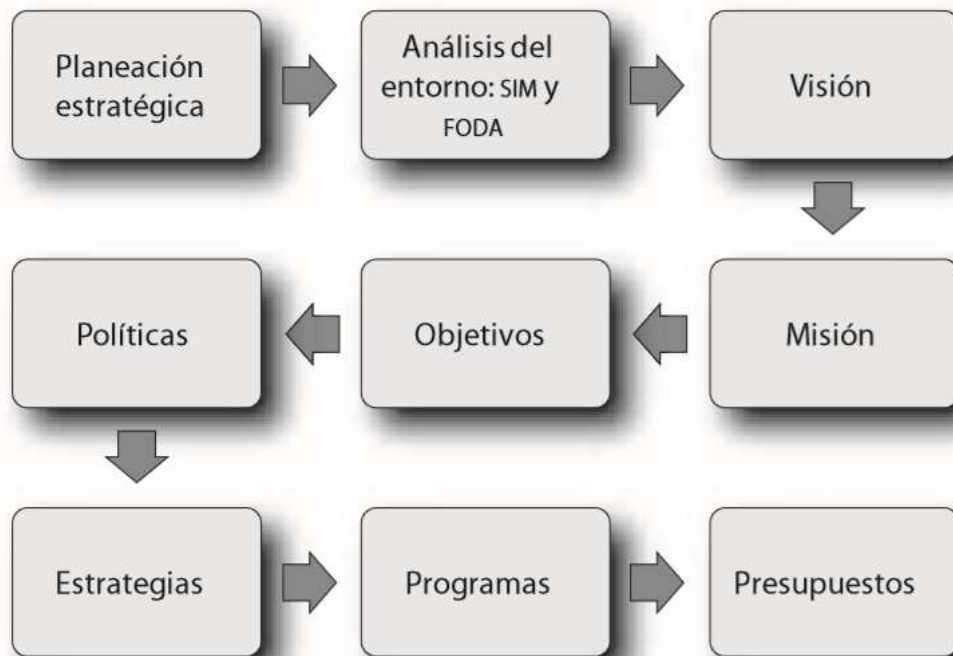 Planeación
estratégica
Análisis del
entorno: SIM y
FODA
Visión
Misión
Objetivos
Políticas
Estrategias
Programas
Presupuestos